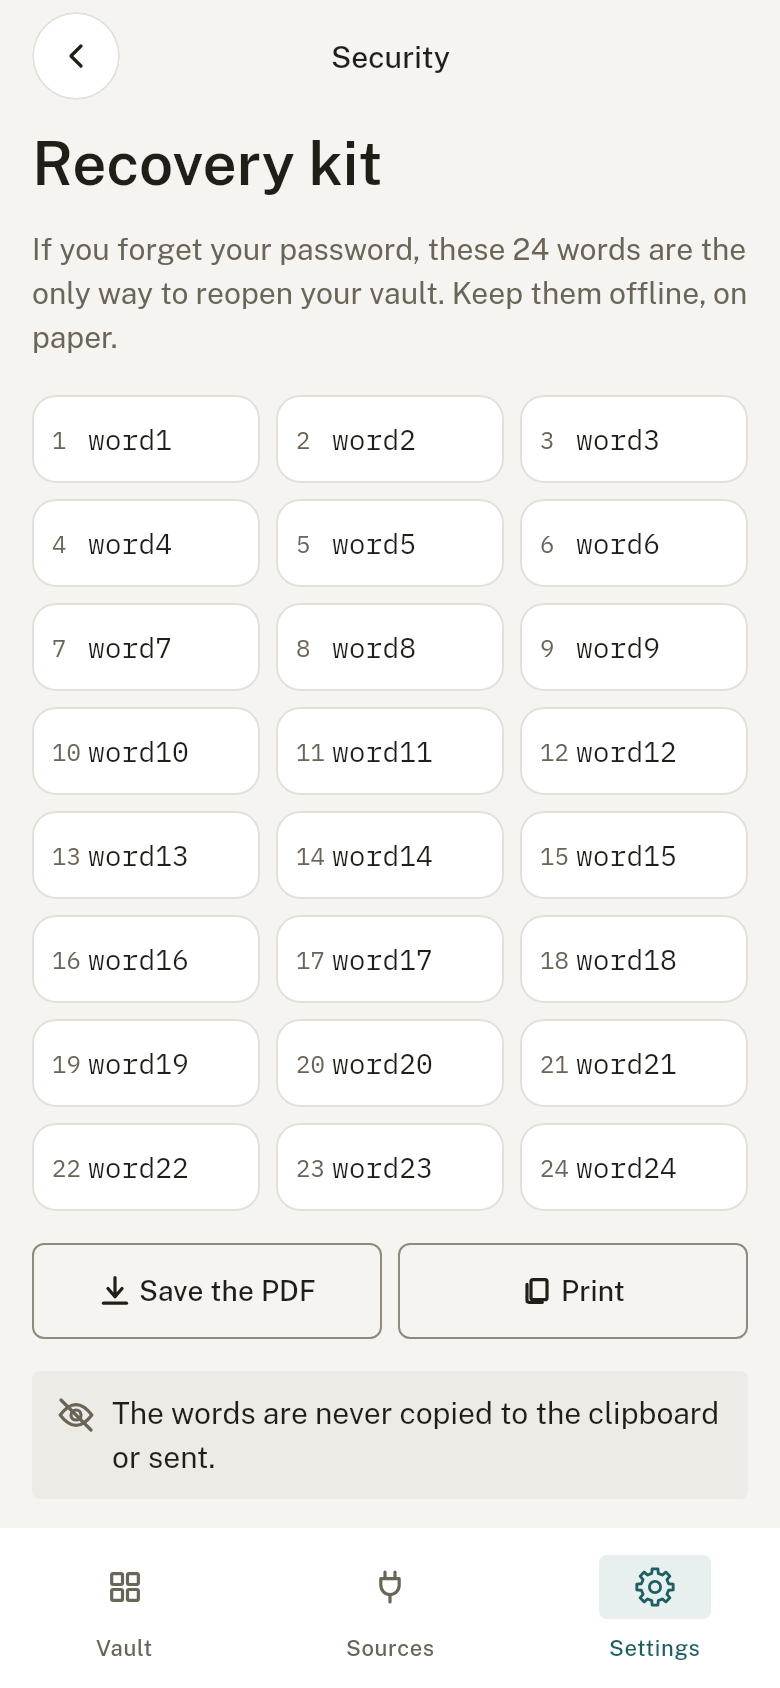 Security
Recovery kit
If you forget your password, these 24 words are the
only way to reopen your vault. Keep them offline, on
paper.
1 word1 2 word2 3 word3
4 word4 5 word5 6 word6
7 word7 8 word8 9 word9
10 word10 11 word11 12 word12
13 word13 14 word14 15 word15
16 word16 17 word17 18 word18
19 word19 20 word20 21 word21
22 word22 23 word23 24 word24
Save the PDF Print
The words are never copied to the clipboard
or sent.
Vault Sources Settings